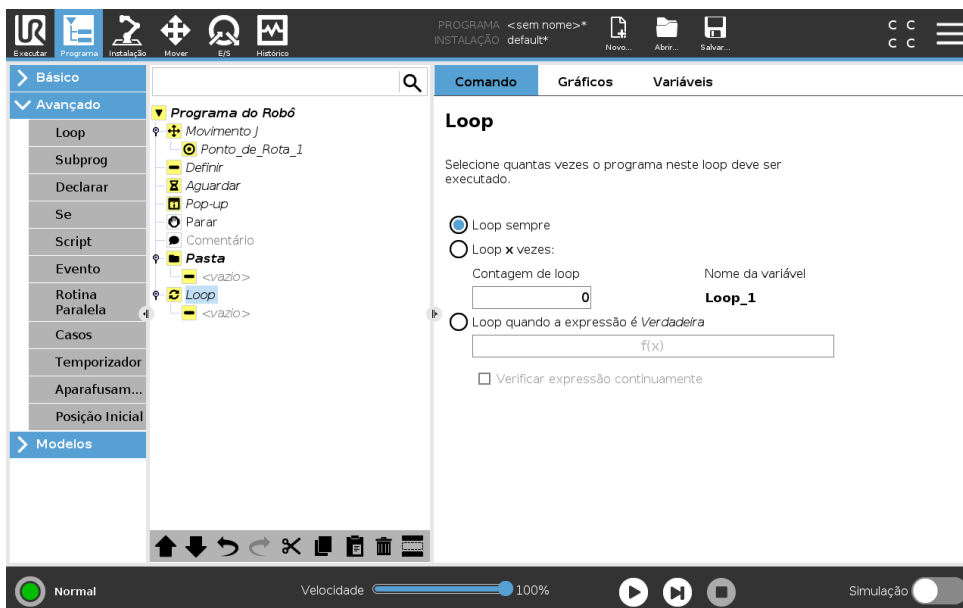 UR
Executar
Programa
Instalação
Mover
E/S
Histórico
PROGRAMA <sem nome>*
INSTALAÇÃO default*
Novo...
Abrir...
Salvar...
C C
C C
Básico
Avançado
Loop
Subprog
Declarar
Se
Script
Evento
Rotina
Paralela
Casos
Temporizador
Aparafusam...
Posição Inicial
Modelos
Programa do Robô
Movimento J
Ponto_de_Rota_1
Definir
Aguardar
Pop-up
Parar
Comentário
Pasta
<vazio>
Loop
<vazio>
Comando
Gráficos
Variáveis
Loop
Selecione quantas vezes o programa neste loop deve ser
executado.
Loop sempre
Loop x vezes:
Contagem de loop
Nome da variável
0
Loop_1
Loop quando a expressão é Verdadeira
f(x)
Verificar expressão continuamente
Normal
Velocidade
100%
Simulação